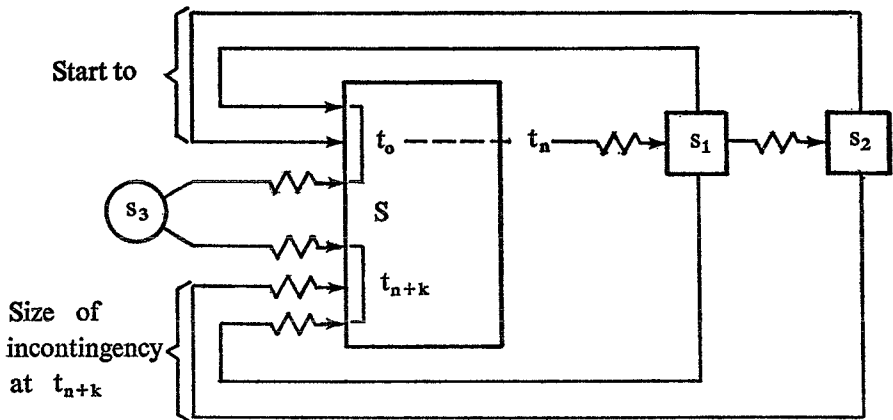 Start to
t₀
tₙ
s₁
s₂
s₃
S
tₙ₊ₖ
Size of
incontingency
at tₙ₊ₖ